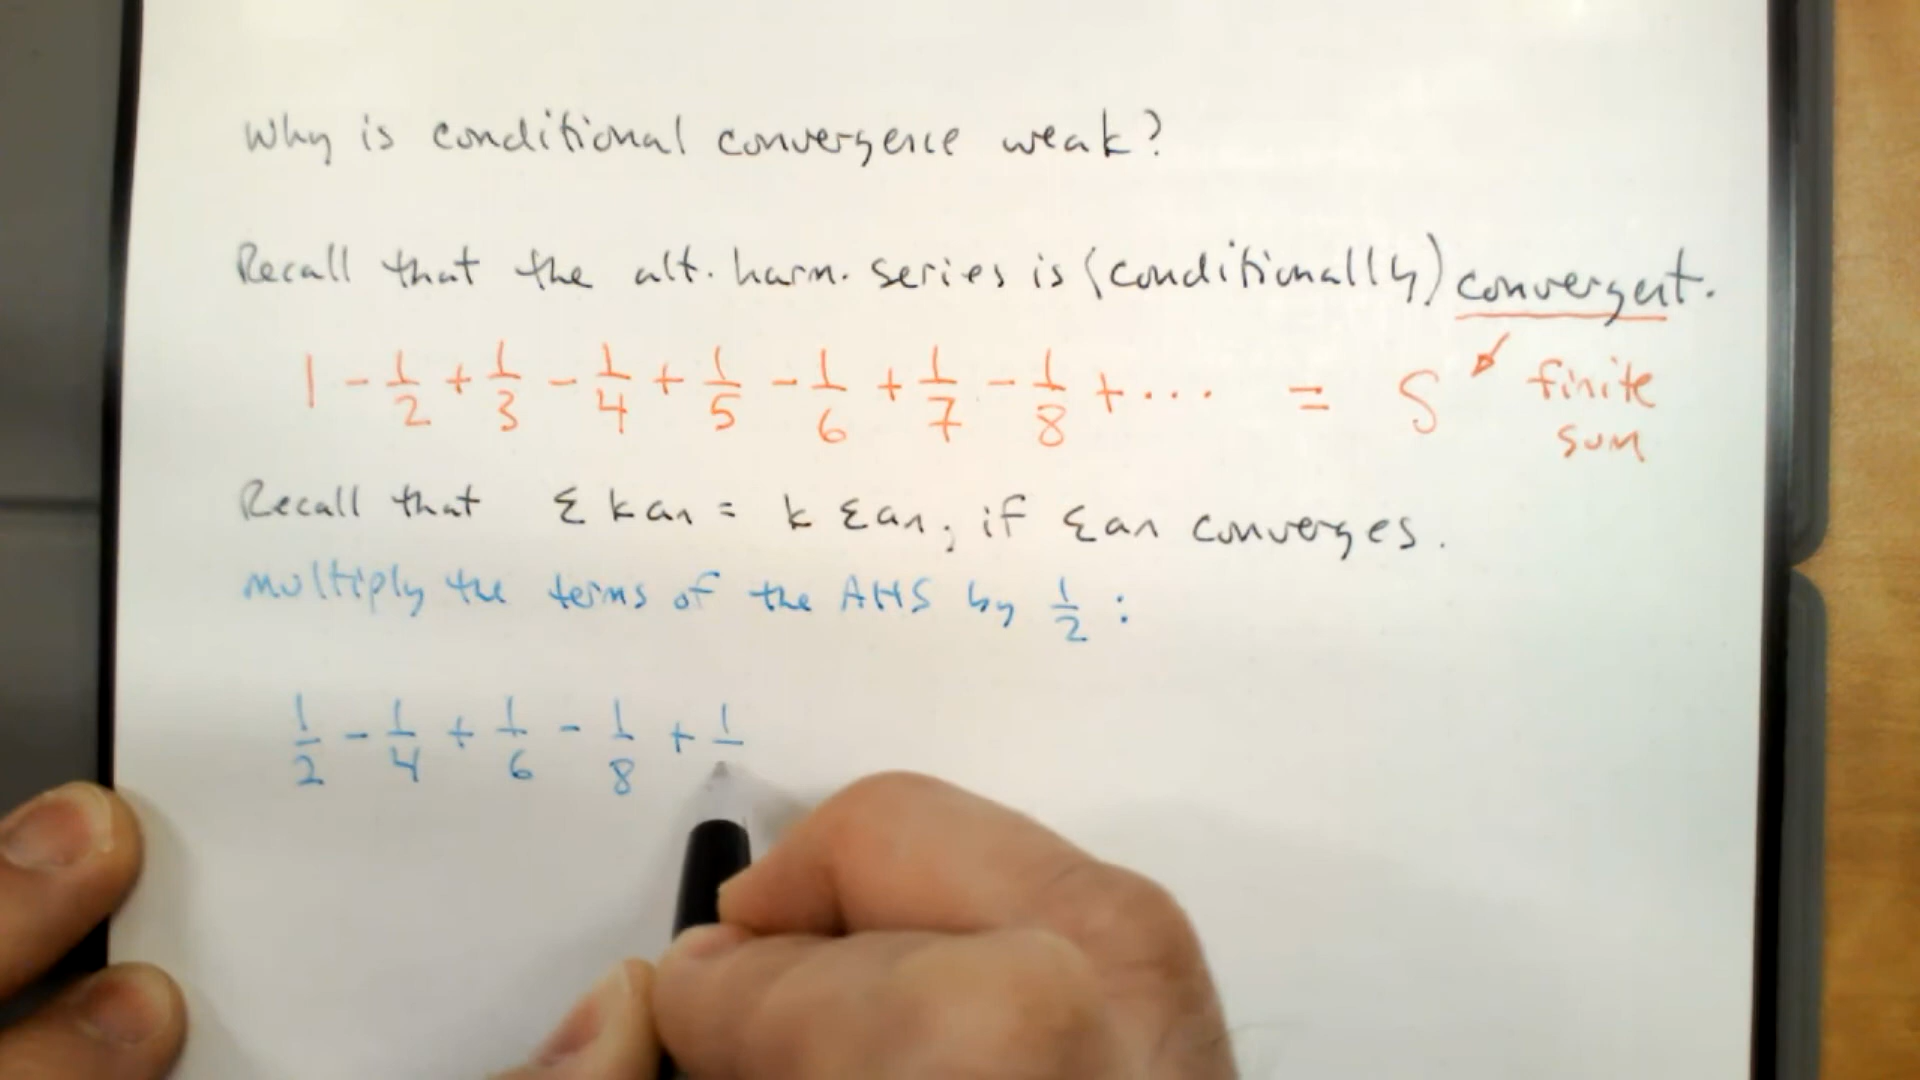 Why is conditional convergence weak?
Recall that the alt. harm. series is (conditionally) convergent.
1 - 1/2 + 1/3 - 1/4 + 1/5 - 1/6 + 1/7 - 1/8 + ... = S finite sum
Recall that Σ k an = k Σ an, if Σ an converges.
multiply the terms of the AHS by 1/2 :
1/2 - 1/4 + 1/6 - 1/8 + 1/